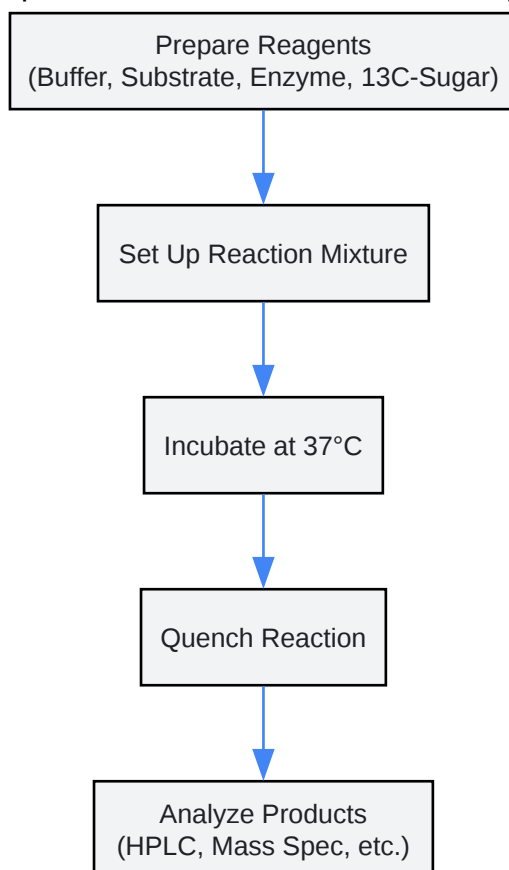 Prepare Reagents
(Buffer, Substrate, Enzyme, 13C-Sugar)
Set Up Reaction Mixture
Incubate at 37°C
Quench Reaction
Analyze Products
(HPLC, Mass Spec, etc.)